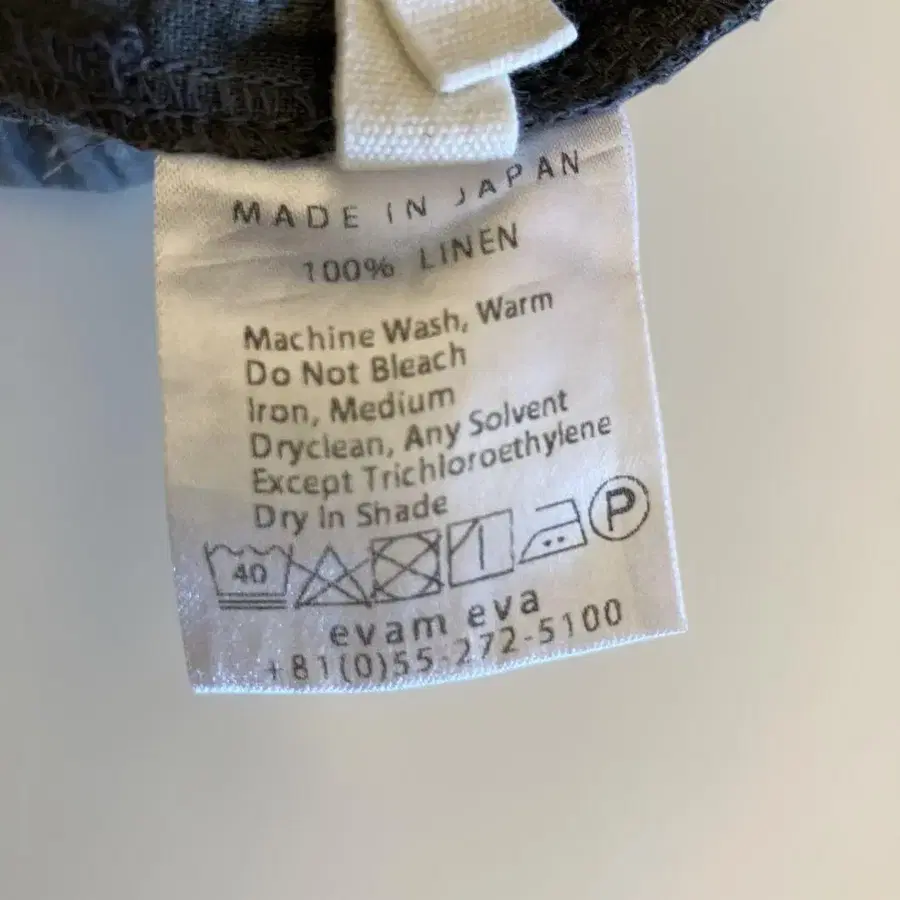 MADE IN JAPAN
100% LINEN
Machine Wash, Warm
Do Not Bleach
Iron, Medium
Dryclean, Any Solvent
Except Trichloroethylene
Dry In Shade
40 P
evam eva
+81(0)55-272-5100